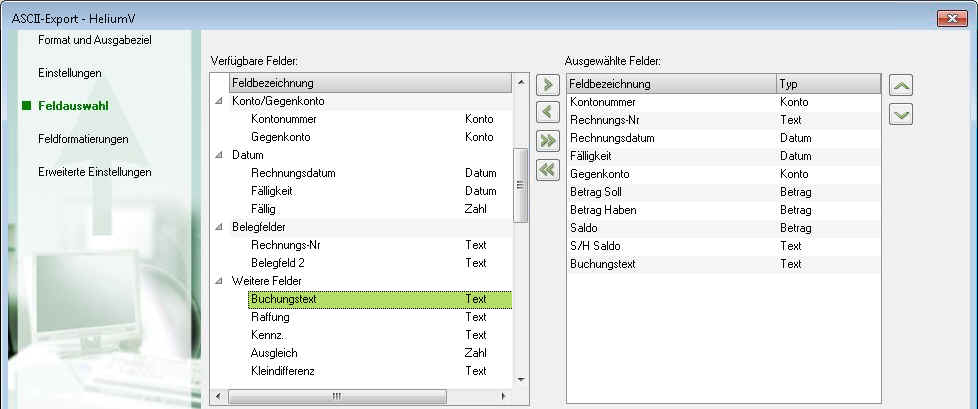 ASCII-Export - HeliumV
Format und Ausgabeziel
Einstellungen
Feldauswahl
Feldformatierungen
Erweiterte Einstellungen
Verfügbare Felder:
Feldbezeichnung
Konto/Gegenkonto
Kontonummer Konto
Gegenkonto Konto
Datum
Rechnungsdatum Datum
Fälligkeit Datum
Fällig Zahl
Belegfelder
Rechnungs-Nr Text
Belegfeld 2 Text
Weitere Felder
Buchungstext Text
Raffung Text
Kennz. Text
Ausgleich Zahl
Kleindifferenz Text
Ausgewählte Felder:
Feldbezeichnung Typ
Kontonummer Konto
Rechnungs-Nr Text
Rechnungsdatum Datum
Fälligkeit Datum
Gegenkonto Konto
Betrag Soll Betrag
Betrag Haben Betrag
Saldo Betrag
S/H Saldo Text
Buchungstext Text